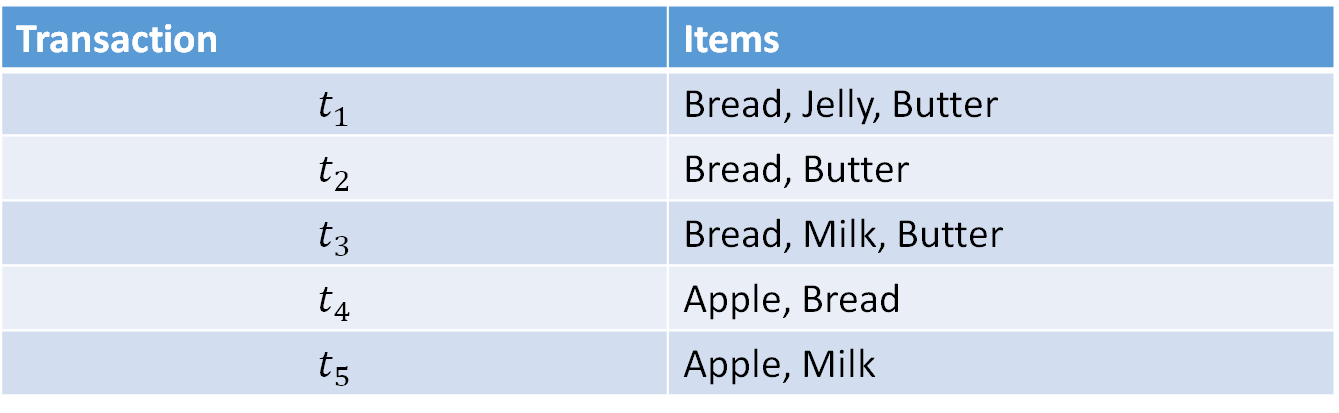 Transaction Items
t₁ Bread, Jelly, Butter
t₂ Bread, Butter
t₃ Bread, Milk, Butter
t₄ Apple, Bread
t₅ Apple, Milk